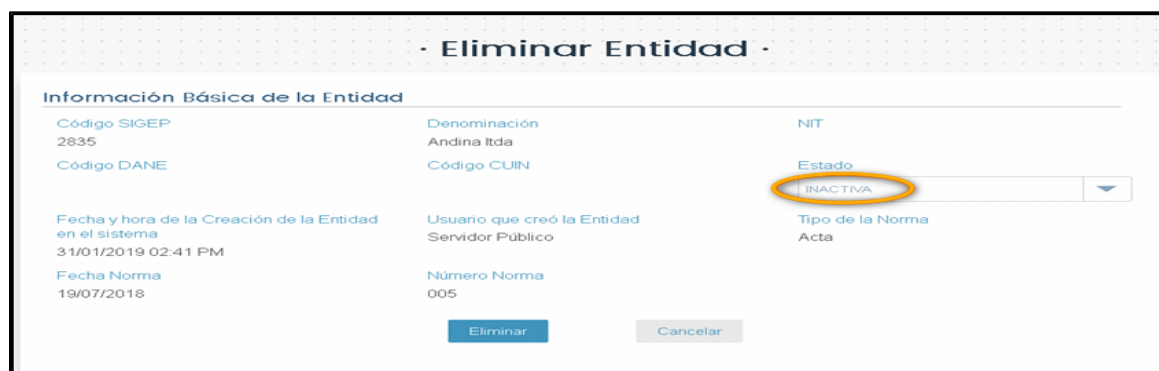 · Eliminar Entidad ·
Información Básica de la Entidad
Código SIGEP Denominación NIT
2835 Andina ltda
Código DANE Código CUIN Estado
INACTIVA
Fecha y hora de la Creación de la Entidad Usuario que creó la Entidad Tipo de la Norma
en el sistema Servidor Público Acta
31/01/2019 02:41 PM
Fecha Norma Número Norma
19/07/2018 005
Eliminar Cancelar